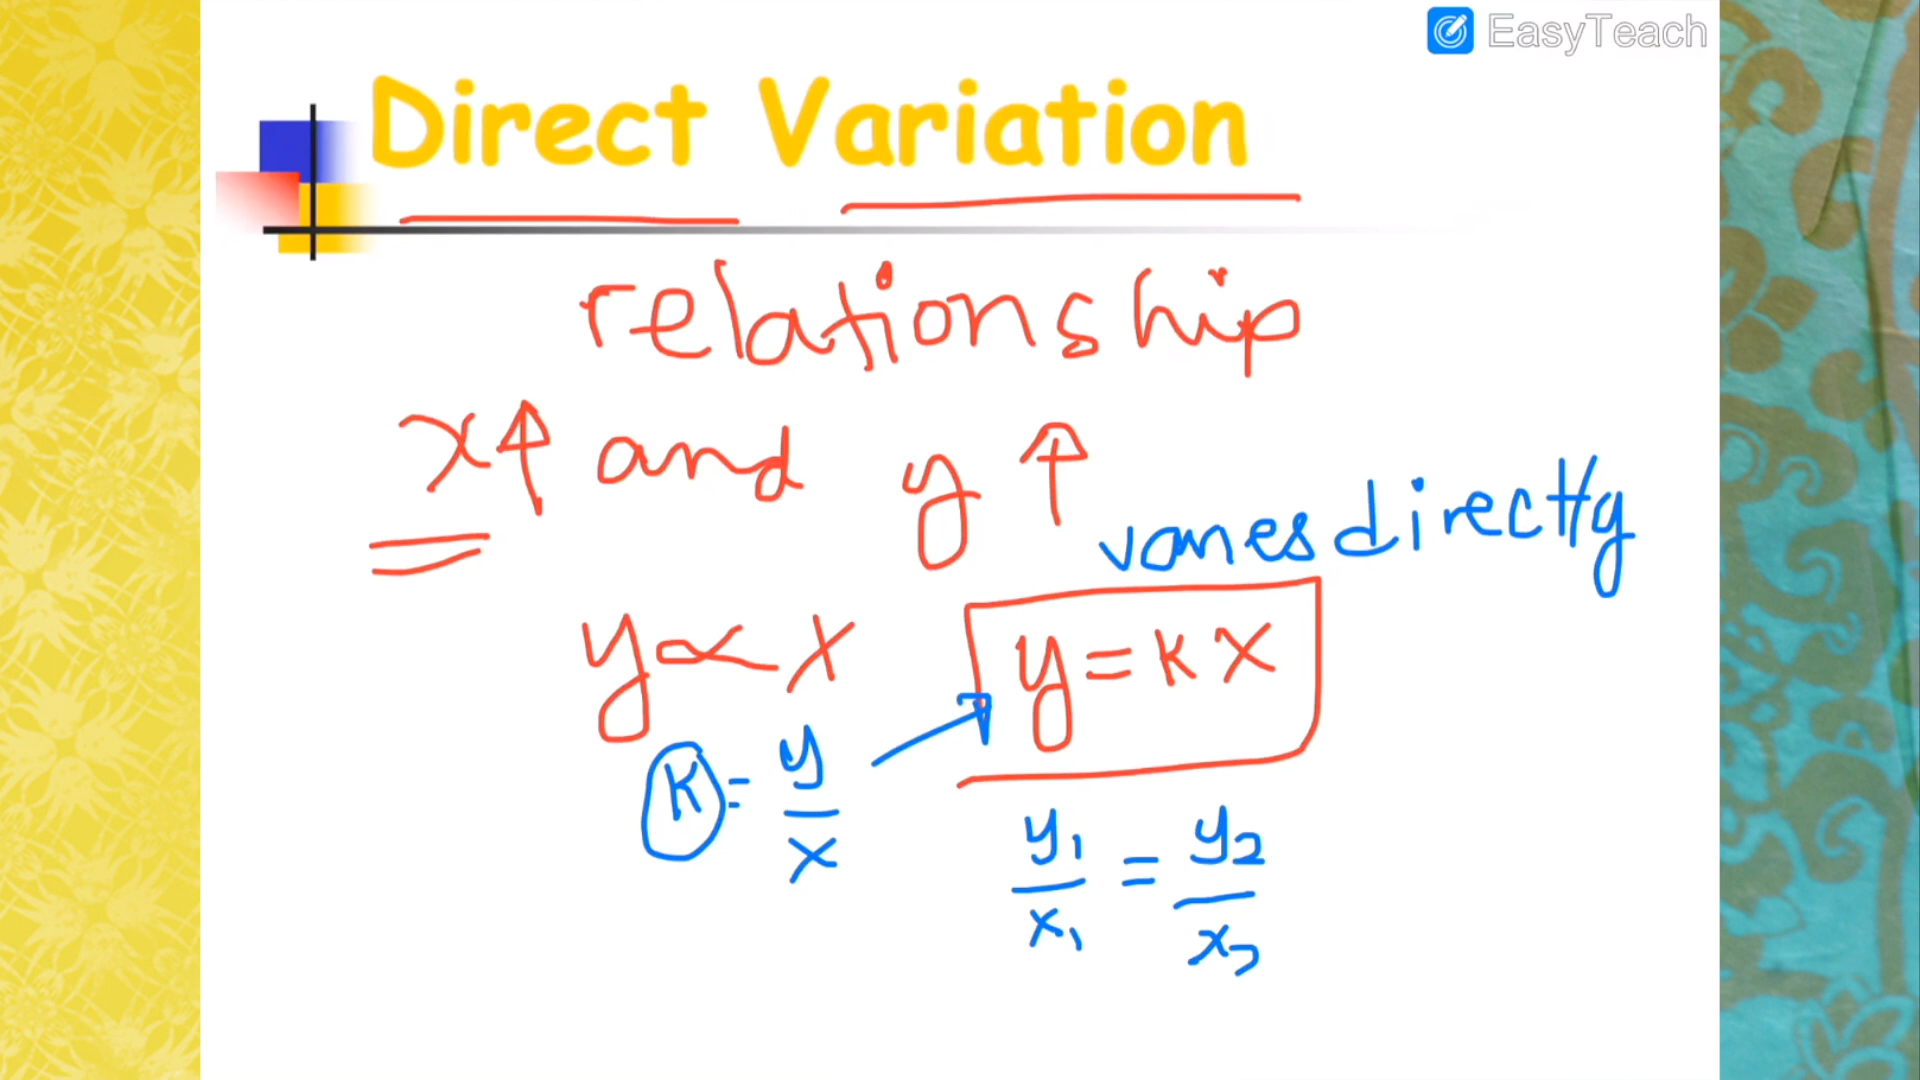 EasyTeach
Direct Variation
relationship
x↑ and y↑
varies directly
y∝x
y=kx
k=y/x
y₁/x₁=y₂/x₂